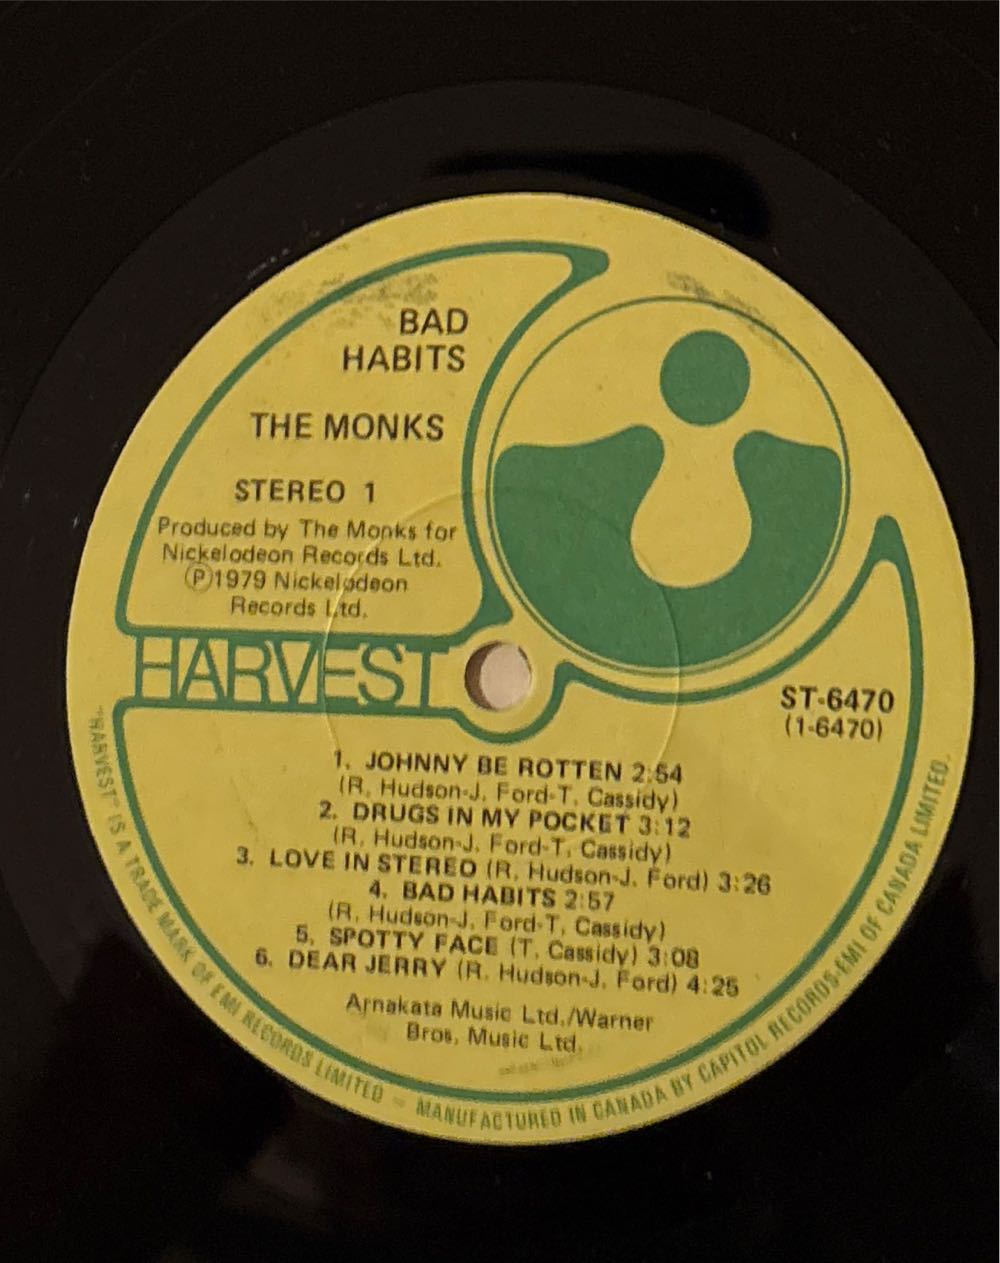 BAD
HABITS
THE MONKS
STEREO 1
Produced by The Monks for
Nickelodeon Records Ltd.
Ⓟ1979 Nickelodeon
Records Ltd.
HARVEST
ST-6470
(1-6470)
1. JOHNNY BE ROTTEN 2:54
(R. Hudson-J. Ford-T. Cassidy)
2. DRUGS IN MY POCKET 3:12
(R. Hudson-J. Ford-T. Cassidy)
3. LOVE IN STEREO (R. Hudson-J. Ford) 3:26
4. BAD HABITS 2:57
(R. Hudson-J. Ford-T. Cassidy)
5. SPOTTY FACE (T. Cassidy) 3:08
6. DEAR JERRY (R. Hudson-J. Ford) 4:25
Arnakata Music Ltd./Warner
Bros. Music Ltd.
"HARVEST" IS A TRADE MARK OF EMI RECORDS LIMITED — MANUFACTURED IN CANADA BY CAPITOL RECORDS-EMI OF CANADA LIMITED.